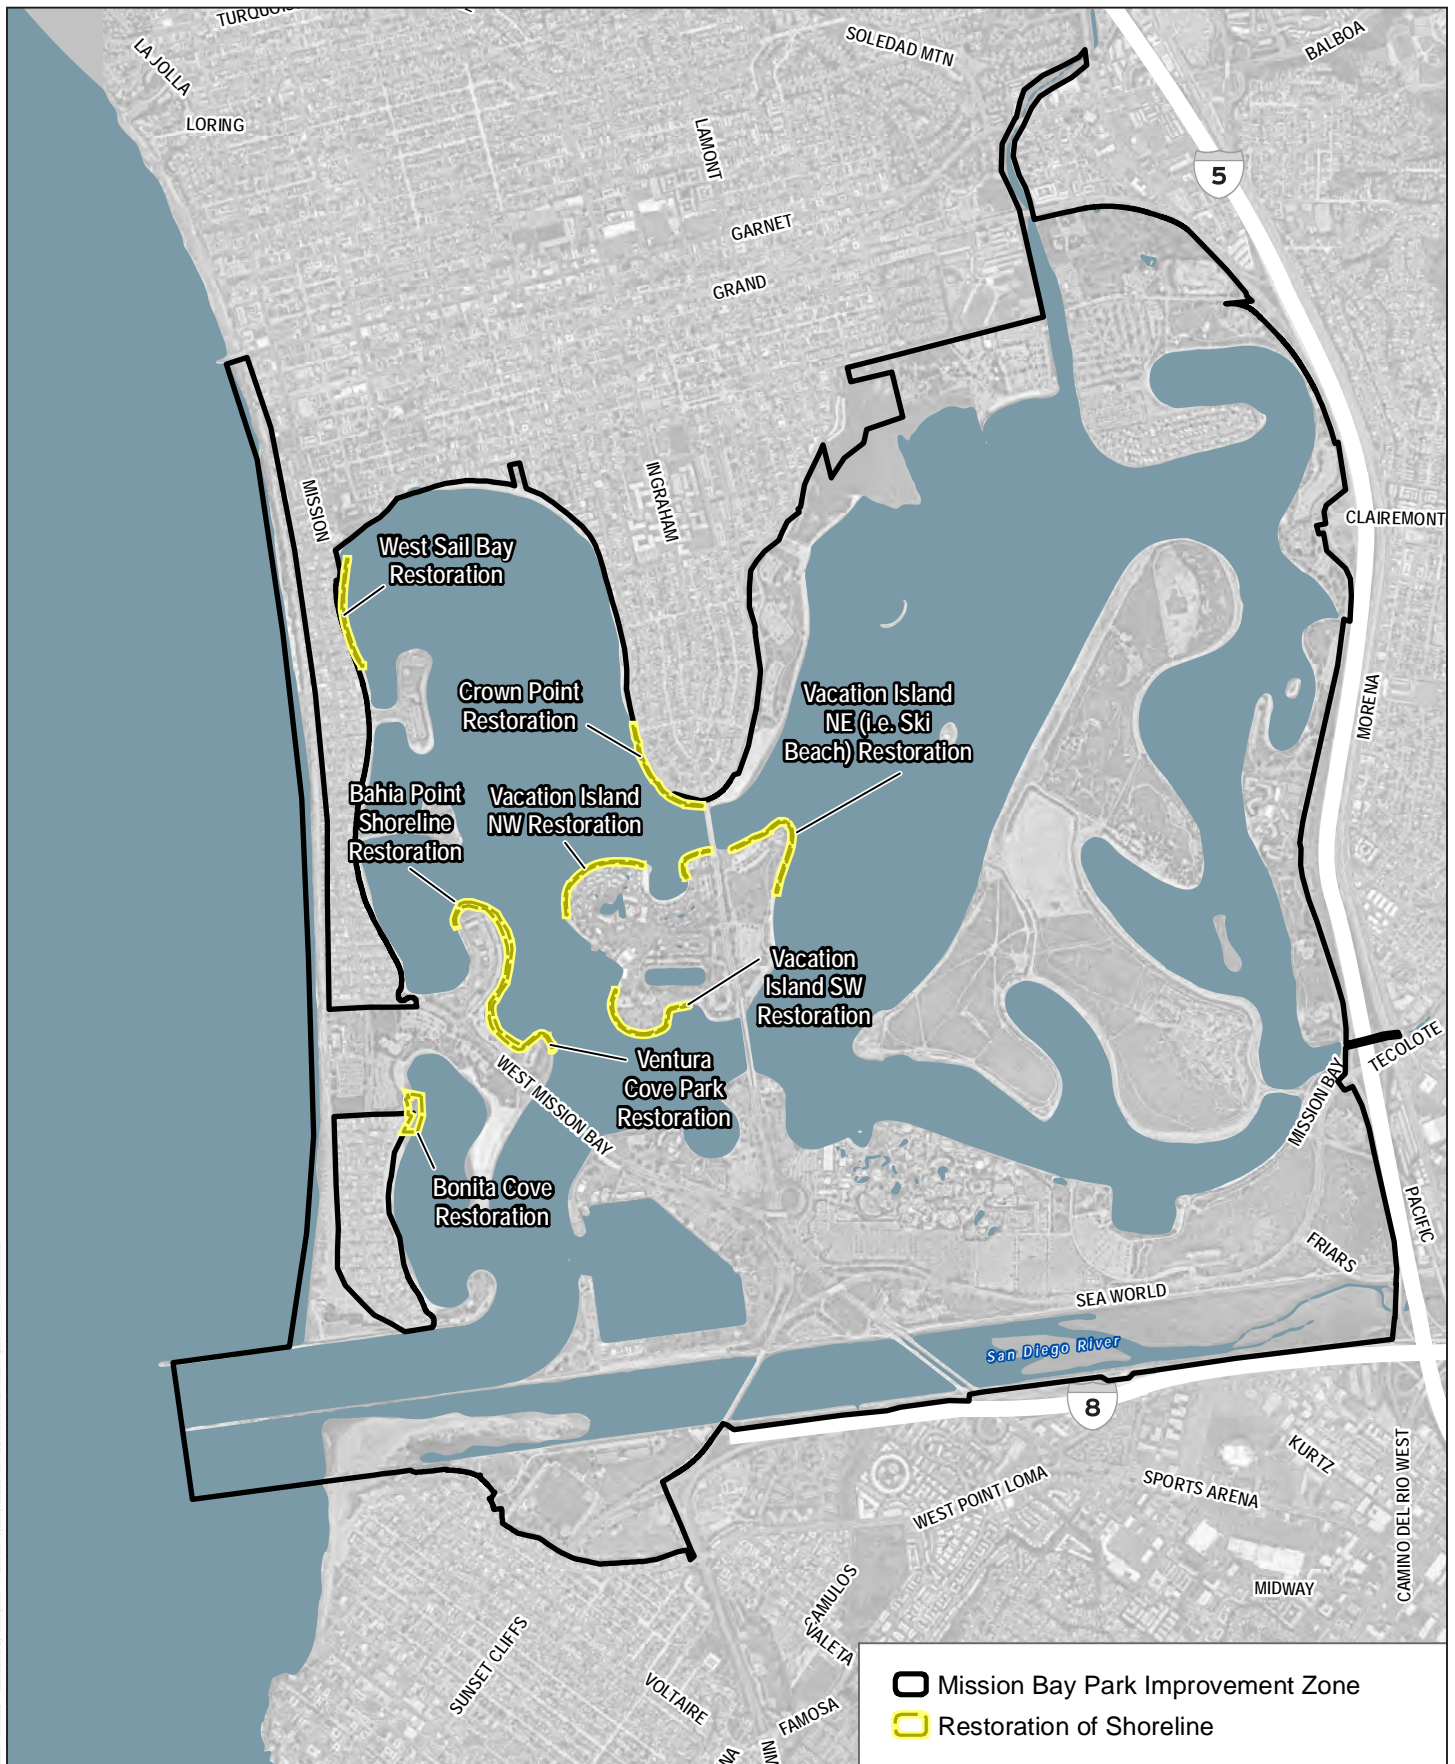 LA JOLLA
SOLEDAD MTN
BALBOA
LORING
LAMONT
5
GARNET
GRAND
MISSION
INGRAHAM
CLAIREMONT
West Sail Bay
Restoration
Crown Point
Restoration
Vacation Island
NE (i.e. Ski
Beach) Restoration
MORENA
Bahia Point
Shoreline
Restoration
Vacation Island
NW Restoration
Vacation
Island SW
Restoration
Ventura
Cove Park
Restoration
WEST MISSION BAY
TECOLOTE
MISSION BAY
Bonita Cove
Restoration
PACIFIC
FRIARS
SEA WORLD
San Diego River
8
KURTZ
WEST POINT LOMA
SPORTS ARENA
CAMINO DEL RIO WEST
MIDWAY
CAMULOS
VALETA
SUNSET CLIFFS
VOLTAIRE
FAMOSA
Mission Bay Park Improvement Zone
Restoration of Shoreline